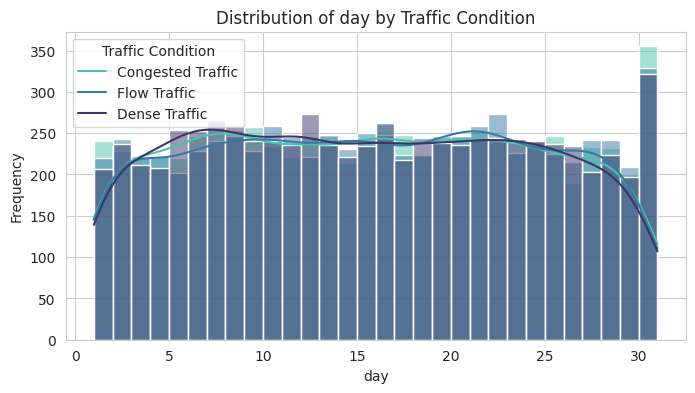 Distribution of day by Traffic Condition
Traffic Condition
Congested Traffic
Flow Traffic
Dense Traffic
Frequency
350
300
250
200
150
100
50
0
0 5 10 15 20 25 30
day